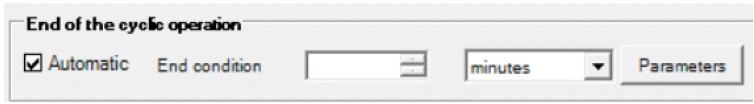 End of the cyclic operation
Automatic End condition minutes Parameters